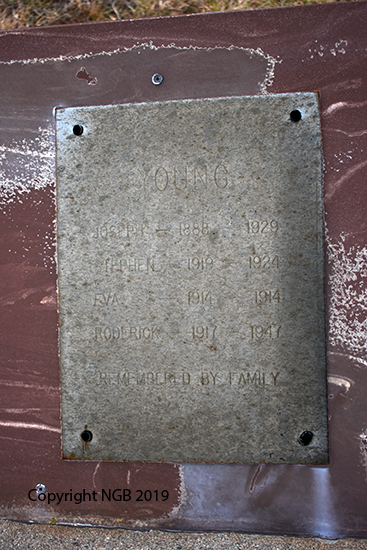 YOUNG
JOSEPH - 1888 - 1929
STEPHEN - 1919 - 1924
EVA - 1914 - 1914
RODERICK - 1917 - 1947
REMEMBERED BY FAMILY
Copyright NGB 2019